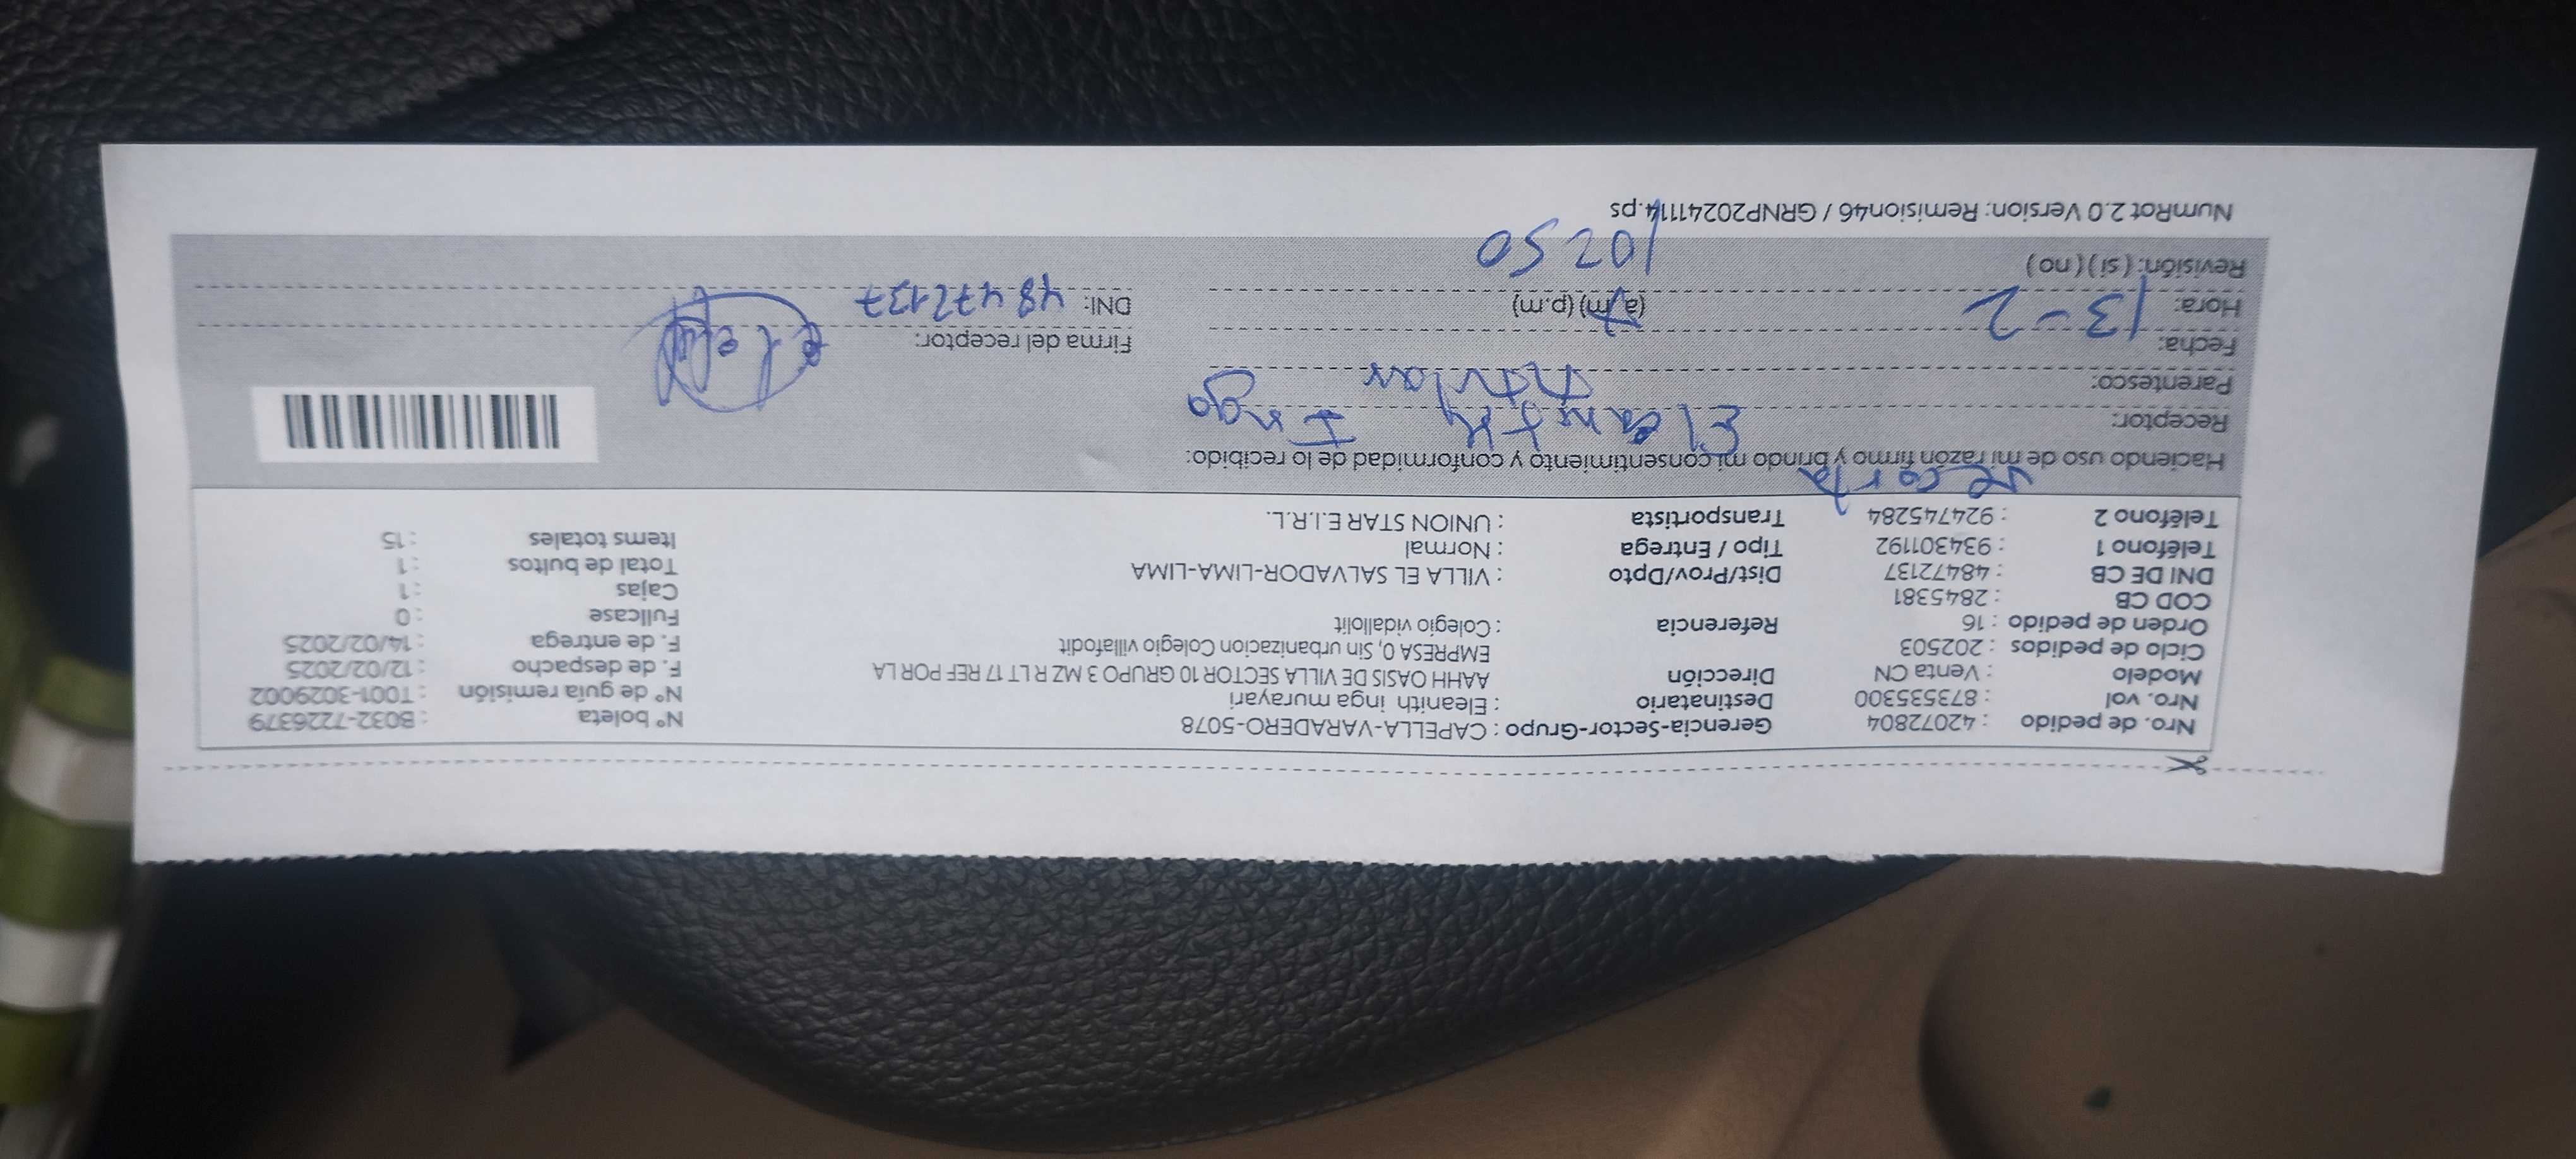 Nro. de pedido : 42072804 Gerencia-Sector-Grupo : CAPELLA-VARADERO-5078 N° boleta : B032-7226379
Nro. vol : 873535300 Destinatario : Eleanith inga murayari N° de guía remisión : T001-3029002
Modelo : Venta CN Dirección AAHH OASIS DE VILLA SECTOR 10 GRUPO 3 MZ R LT 17 REF POR LA F. de despacho : 12/02/2025
Ciclo de pedidos : 202503 EMPRESA 0, Sin urbanizacion Colegio villafodit F. de entrega : 14/02/2025
Orden de pedido : 16 Referencia : Colegio vidallolit Fullcase : 0
COD CB : 2845381 Cajas : 1
DNI DE CB : 48472137 Dist/Prov/Dpto : VILLA EL SALVADOR-LIMA-LIMA Total de bultos : 1
Teléfono 1 : 934301192 Tipo / Entrega : Normal Items totales : 15
Teléfono 2 : 924745284 Transportista : UNION STAR E.I.R.L.
Haciendo uso de mi razón firmo y brindo mi consentimiento y conformidad de lo recibido:
Receptor: Inga
Parentesco: titular
Fecha: 13-2 Firma del receptor:
Hora: (a.m) (p.m) DNI: 48472137
Revisión: ( si ) ( no ) 10250
NumRot 2.0 Version: Remision46 / GRNP20241114.ps